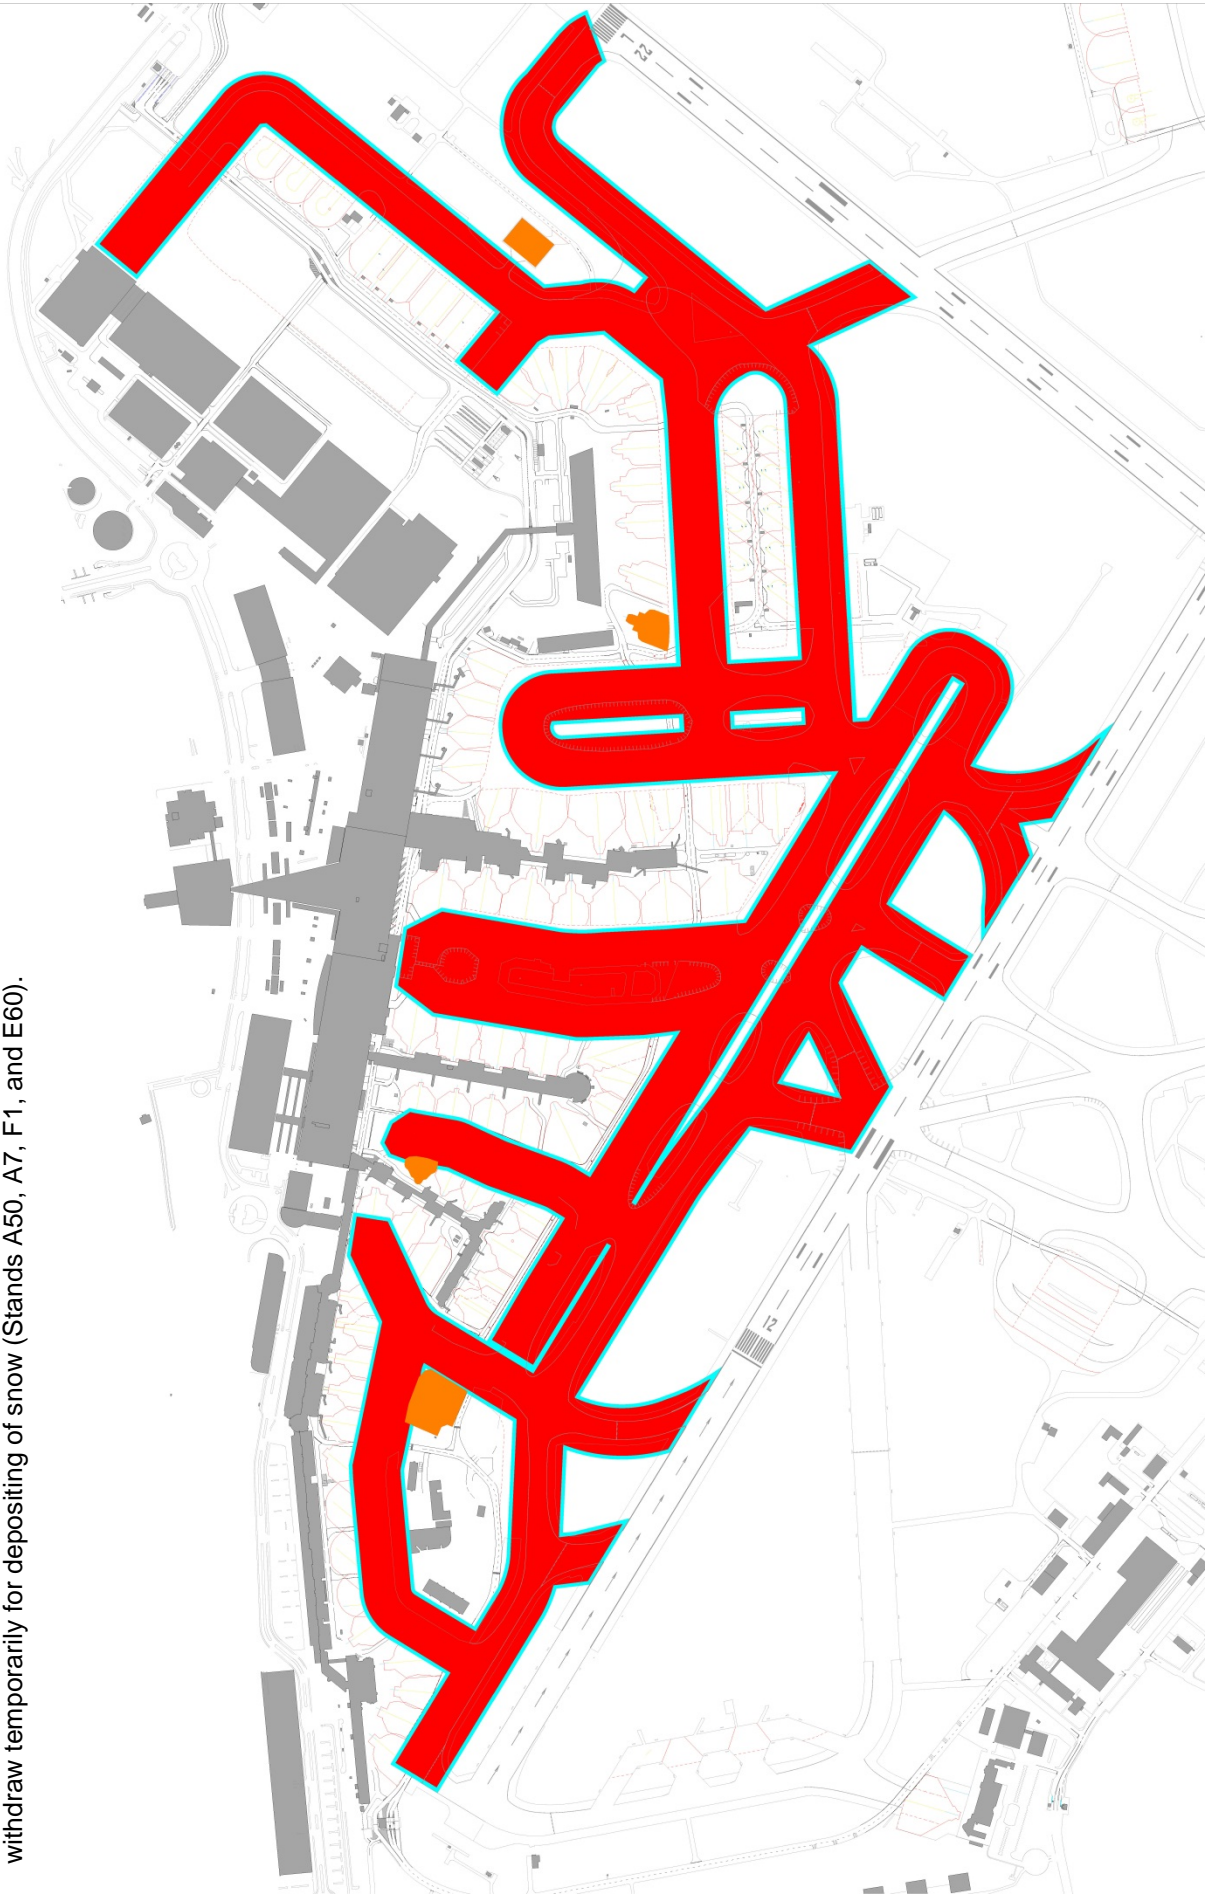 withdraw temporarily for depositing of snow (Stands A50, A7, F1, and E60).
22
12